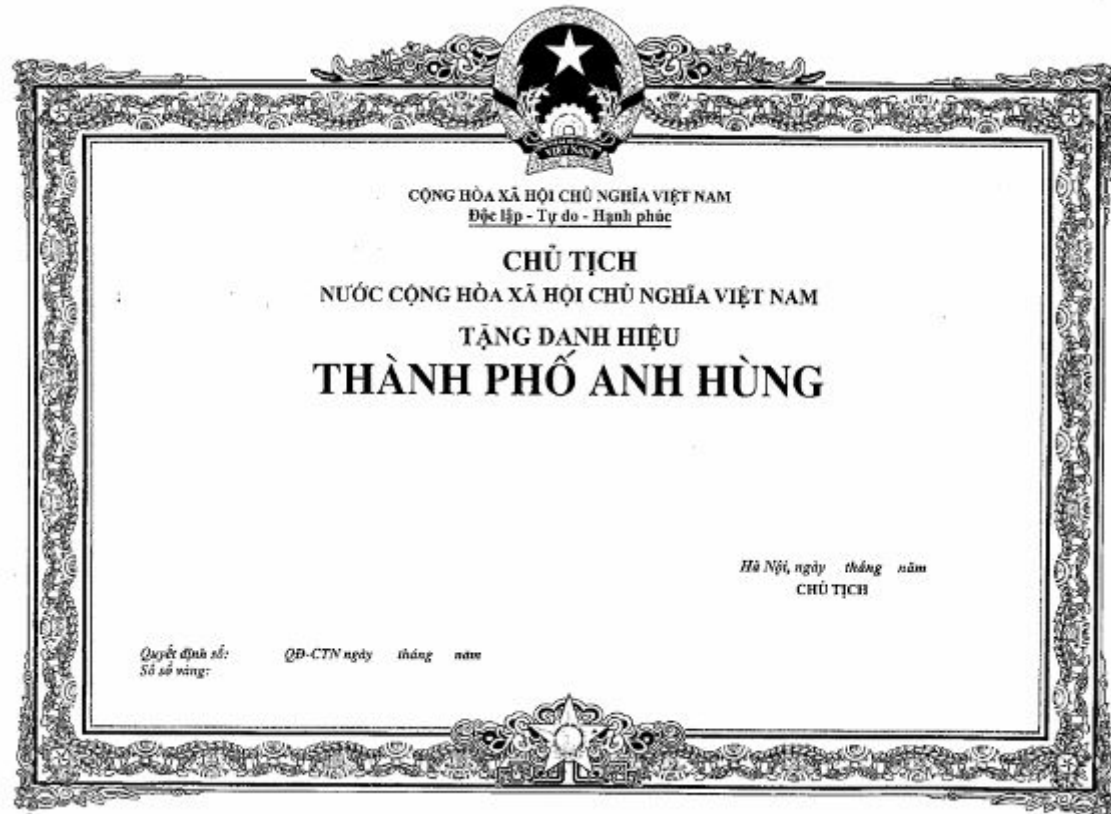 VIỆT NAM
CỘNG HÒA XÃ HỘI CHỦ NGHĨA VIỆT NAM
Độc lập - Tự do - Hạnh phúc
CHỦ TỊCH
NƯỚC CỘNG HÒA XÃ HỘI CHỦ NGHĨA VIỆT NAM
TẶNG DANH HIỆU
THÀNH PHỐ ANH HÙNG
Hà Nội, ngày tháng năm
CHỦ TỊCH
Quyết định số: QĐ-CTN ngày tháng năm
Số sổ vàng: